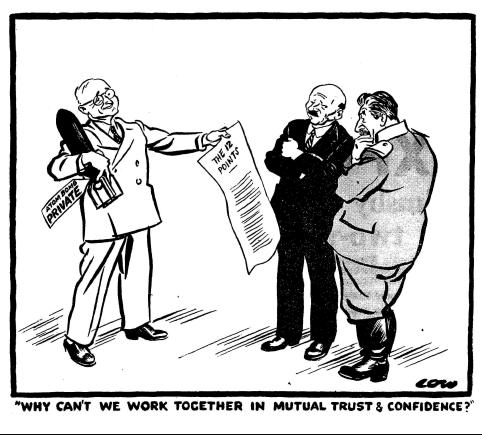 ATOM BOMB
PRIVATE
THE 12
POINTS
LOW
"WHY CAN'T WE WORK TOGETHER IN MUTUAL TRUST & CONFIDENCE?"